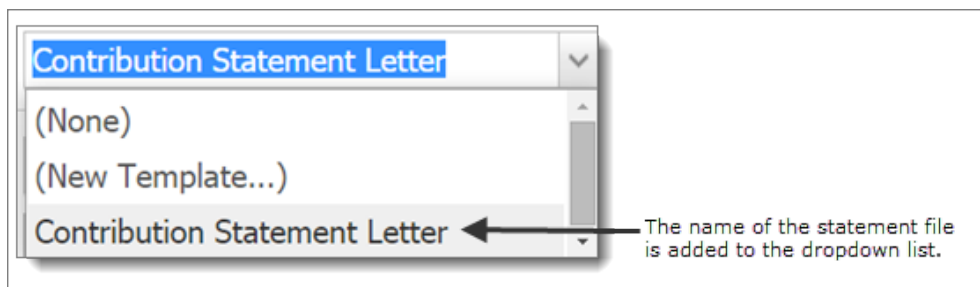 Contribution Statement Letter
(None)
(New Template...)
Contribution Statement Letter
The name of the statement file
is added to the dropdown list.